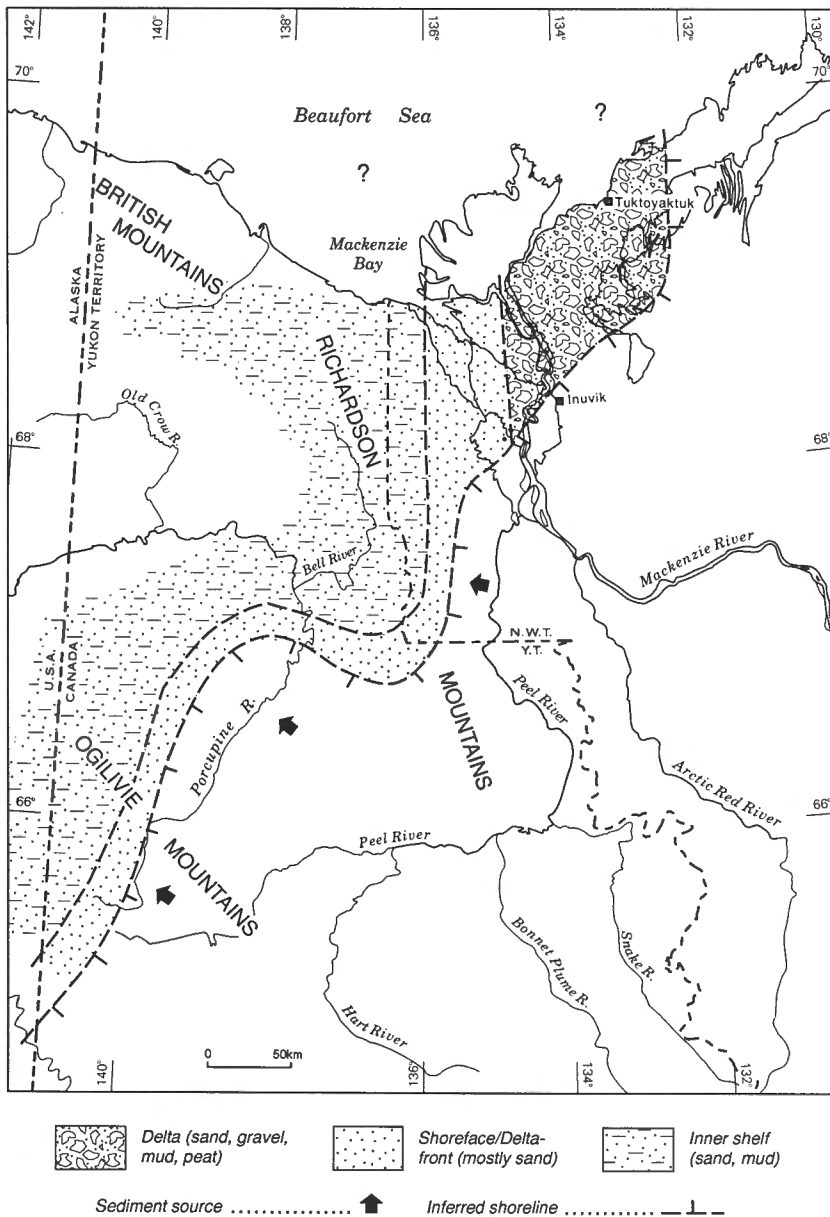 142°
140°
138°
136°
134°
132°
130°
70°
70°
Beaufort Sea
?
?
Tuktoyaktuk
BRITISH
MOUNTAINS
Mackenzie
Bay
ALASKA
YUKON TERRITORY
RICHARDSON
Inuvik
Old Crow R.
68°
68°
Mackenzie River
Bell River
N.W.T.
Y.T.
U.S.A.
CANADA
MOUNTAINS
Peel River
Porcupine R.
OGILIVIE
Arctic Red River
66°
66°
MOUNTAINS
Peel River
Bonnet Plume R.
Snake R.
Hart River
0 50km
140°
136°
134°
132°
Delta (sand, gravel,
mud, peat)
Shoreface/Delta-
front (mostly sand)
Inner shelf
(sand, mud)
Sediment source
Inferred shoreline